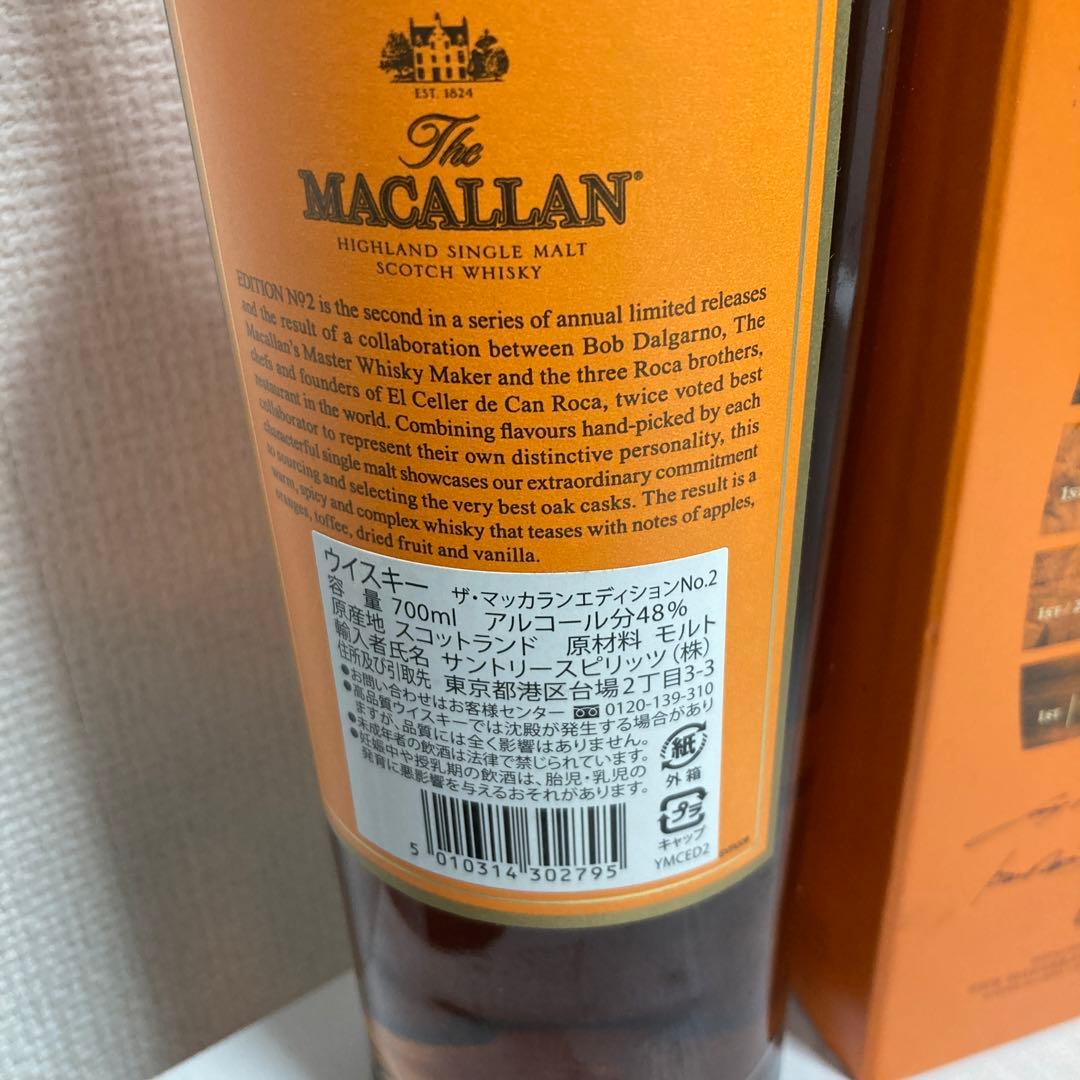 EST. 1824
The
MACALLAN®
HIGHLAND SINGLE MALT
SCOTCH WHISKY
EDITION Nº2 is the second in a series of annual limited releases
and the result of a collaboration between Bob Dalgarno, The
Macallan's Master Whisky Maker and the three Roca brothers,
chefs and founders of El Celler de Can Roca, twice voted best
restaurant in the world. Combining flavours hand-picked by each
collaborator to represent their own distinctive personality, this
characterful single malt showcases our extraordinary commitment
to sourcing and selecting the very best oak casks. The result is a
warm, spicy and complex whisky that teases with notes of apples,
oranges, toffee, dried fruit and vanilla.
ウイスキー ザ・マッカランエディションNo.2
容量 700ml アルコール分48%
原産地 スコットランド 原材料 モルト
輸入者氏名 サントリースピリッツ(株)
住所及び引取先 東京都港区台場2丁目3-3
●お問い合わせはお客様センター 0120-139-310
●高品質ウイスキーでは沈殿が発生する場合があり
ますが、品質には全く影響はありません。
●未成年者の飲酒は法律で禁じられています。
●妊娠中や授乳期の飲酒は、胎児・乳児の
発育に悪影響を与えるおそれがあります。
紙
外箱
プラ
キャップ
YMCED2
5 010314 302795
1ST
1ST/
1ST